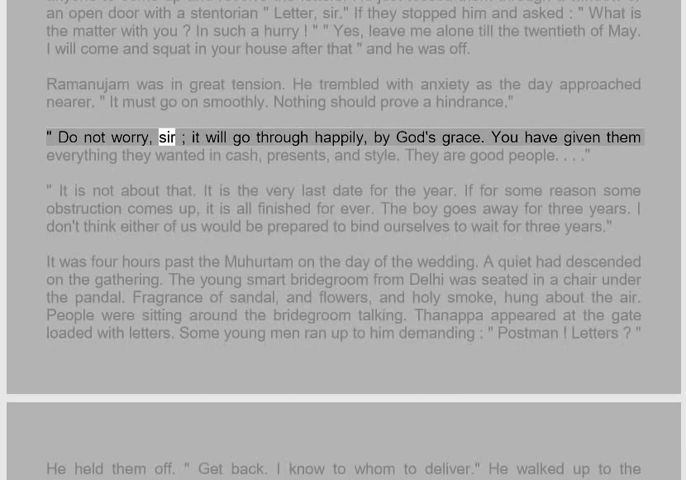 an open door with a stentorian " Letter, sir." If they stopped him and asked : " What is
the matter with you ? In such a hurry ! " " Yes, leave me alone till the twentieth of May.
I will come and squat in your house after that " and he was off.
Ramanujam was in great tension. He trembled with anxiety as the day approached
nearer. " It must go on smoothly. Nothing should prove a hindrance."
" Do not worry, sir ; it will go through happily, by God's grace. You have given them
everything they wanted in cash, presents, and style. They are good people. . . ."
" It is not about that. It is the very last date for the year. If for some reason some
obstruction comes up, it is all finished for ever. The boy goes away for three years. I
don't think either of us would be prepared to bind ourselves to wait for three years."
It was four hours past the Muhurtam on the day of the wedding. A quiet had descended
on the gathering. The young smart bridegroom from Delhi was seated in a chair under
the pandal. Fragrance of sandal, and flowers, and holy smoke, hung about the air.
People were sitting around the bridegroom talking. Thanappa appeared at the gate
loaded with letters. Some young men ran up to him demanding : " Postman ! Letters ? "
He held them off. " Get back. I know to whom to deliver." He walked up to the